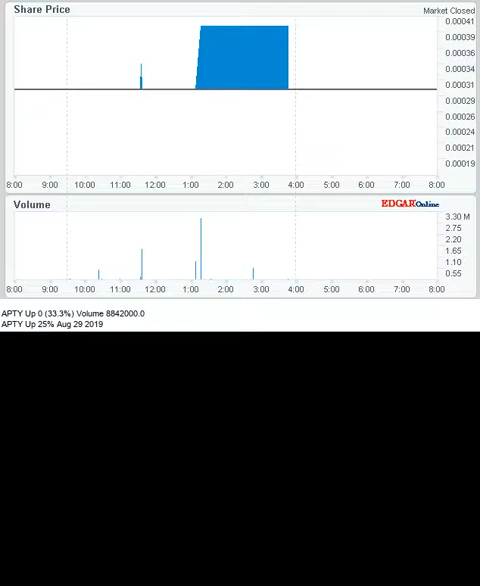 Share Price
Market Closed
0.00041
0.00039
0.00036
0.00034
0.00031
0.00029
0.00026
0.00024
0.00021
0.00019
8:00 9:00 10:00 11:00 12:00 1:00 2:00 3:00 4:00 5:00 6:00 7:00 8:00
Volume
EDGAR Online
3.30 M
2.75
2.20
1.65
1.10
0.55
8:00 9:00 10:00 11:00 12:00 1:00 2:00 3:00 4:00 5:00 6:00 7:00 8:00
APTY Up 0 (33.3%) Volume 8842000.0
APTY Up 25% Aug 29 2019